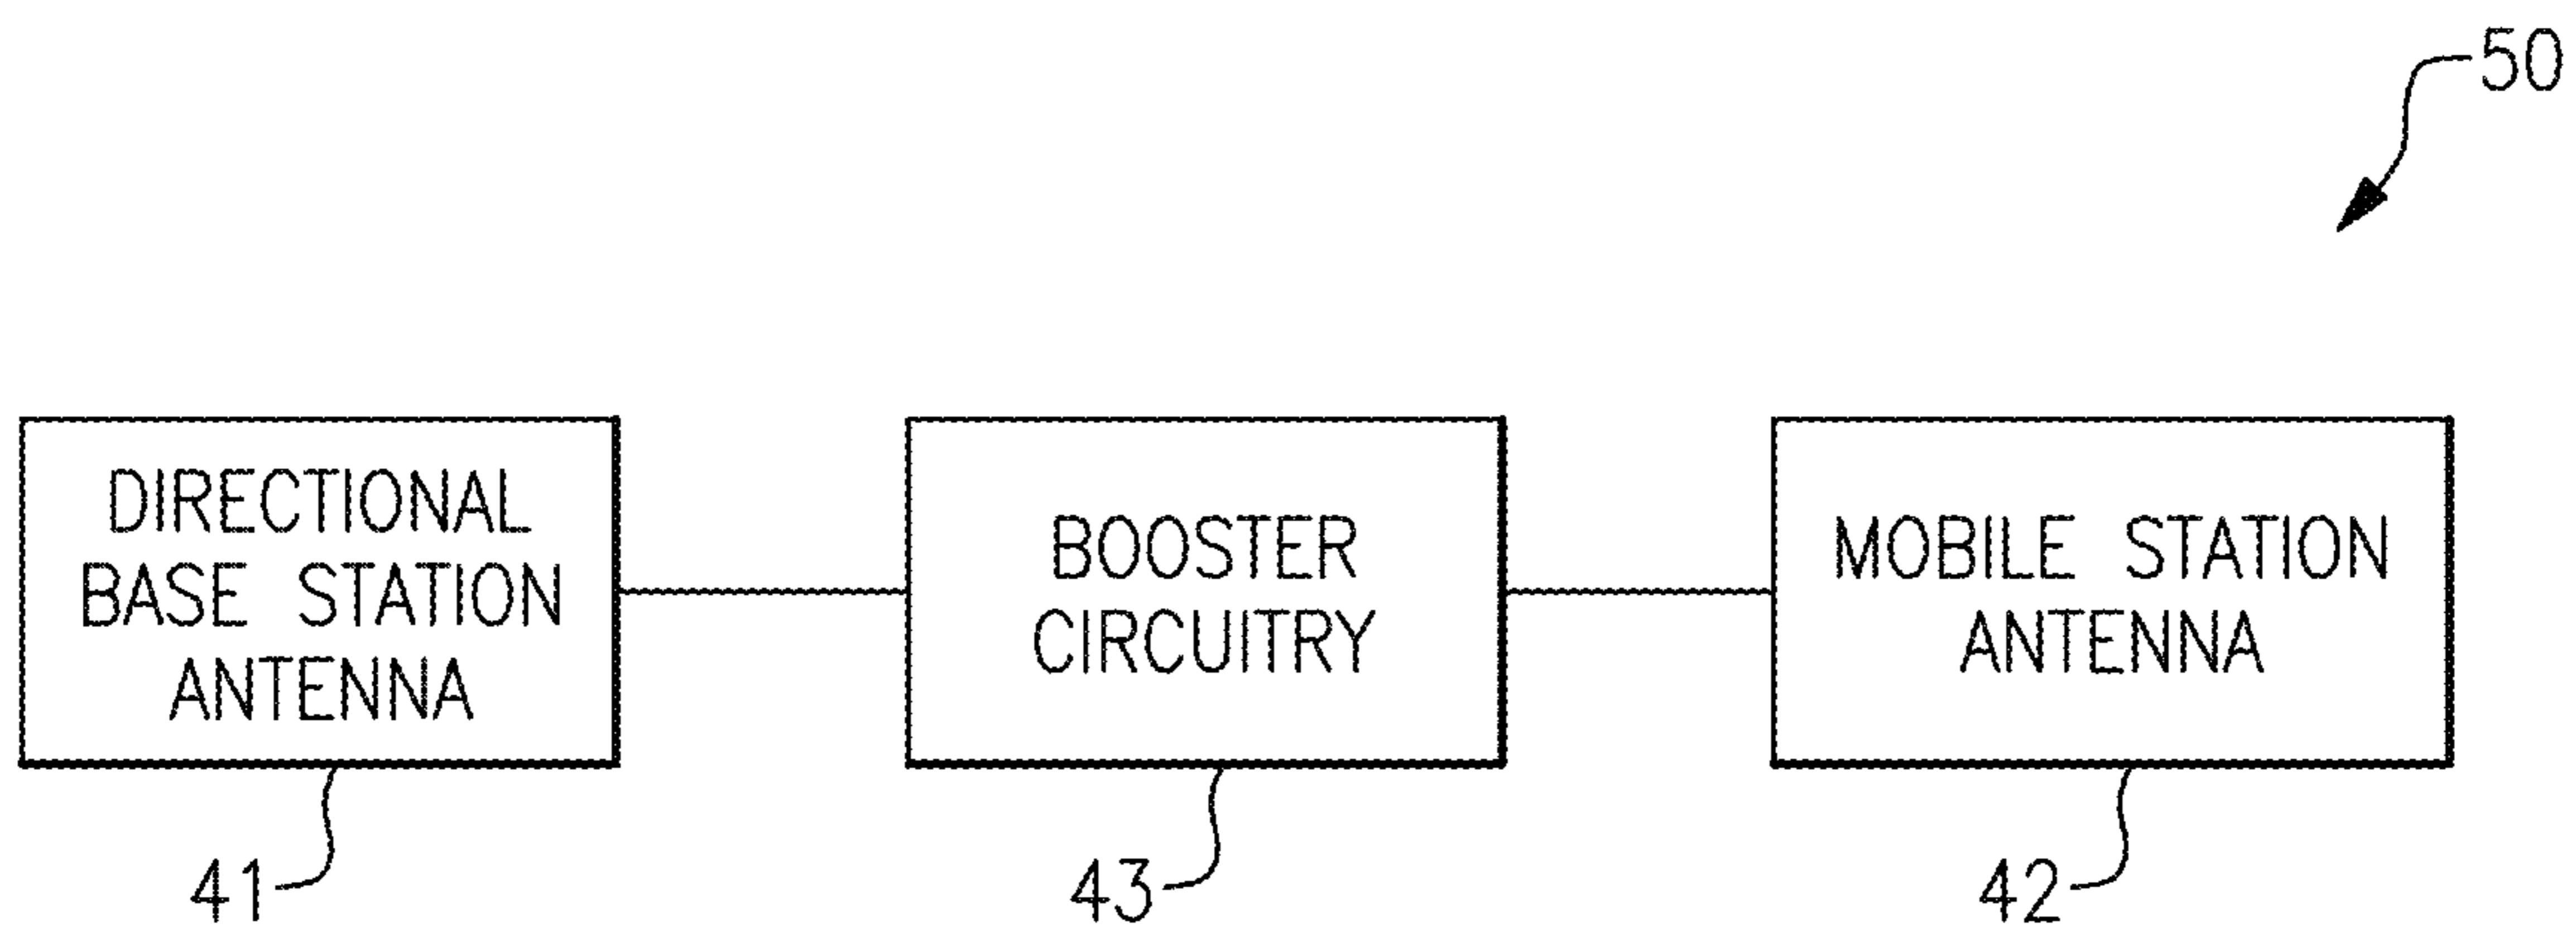 50
DIRECTIONAL
BASE STATION
ANTENNA
BOOSTER
CIRCUITRY
MOBILE STATION
ANTENNA
41
43
42